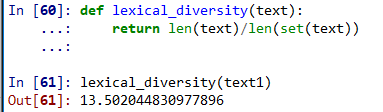 In [60]: def lexical_diversity(text):
    ...:     return len(text)/len(set(text))
    ...:
In [61]: lexical_diversity(text1)
Out[61]: 13.502044830977896